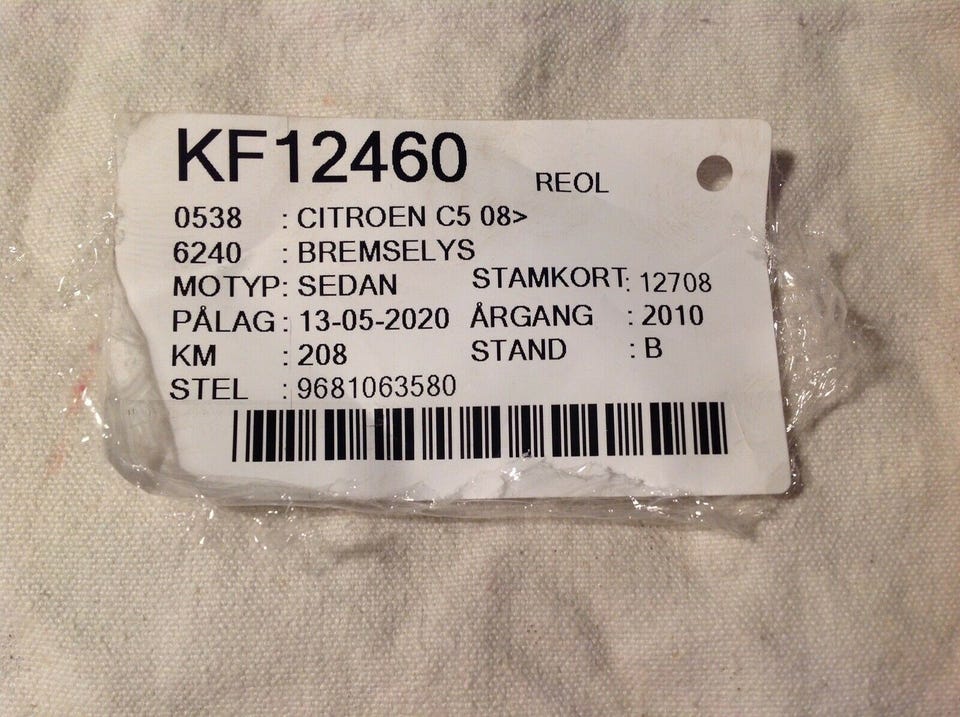 KF12460 REOL
0538 : CITROEN C5 08>
6240 : BREMSELYS
MOTYP: SEDAN STAMKORT: 12708
PÅLAG : 13-05-2020 ÅRGANG : 2010
KM : 208 STAND : B
STEL : 9681063580